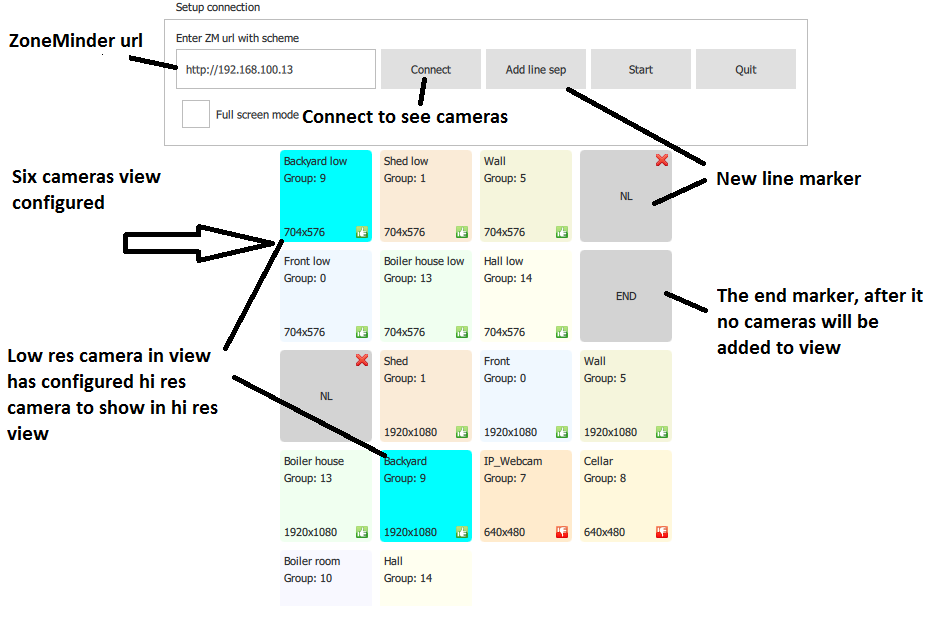 Setup connection
ZoneMinder url
Enter ZM url with scheme
http://192.168.100.13
Connect
Add line sep
Start
Quit
Full screen mode
Connect to see cameras
Six cameras view
configured
New line marker
Backyard low
Group: 9
704x576
Shed low
Group: 1
704x576
Wall
Group: 5
704x576
NL
Front low
Group: 0
704x576
Boiler house low
Group: 13
704x576
Hall low
Group: 14
704x576
END
The end marker, after it
no cameras will be
added to view
Low res camera in view
has configured hi res
camera to show in hi res
view
NL
Shed
Group: 1
1920x1080
Front
Group: 0
1920x1080
Wall
Group: 5
1920x1080
Boiler house
Group: 13
1920x1080
Backyard
Group: 9
1920x1080
IP_Webcam
Group: 7
640x480
Cellar
Group: 8
640x480
Boiler room
Group: 10
Hall
Group: 14